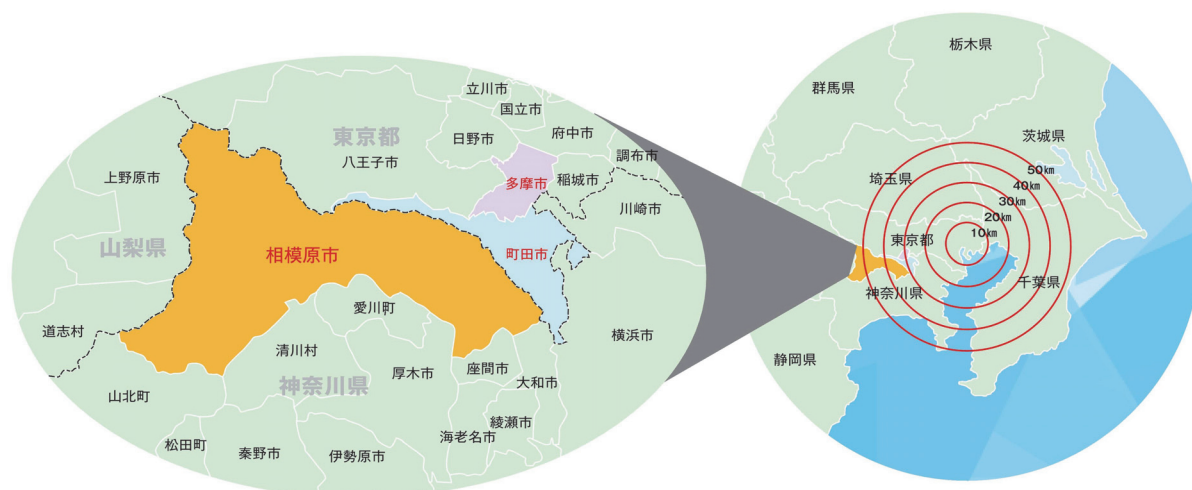 立川市
国立市
東京都
日野市
府中市
八王子市
調布市
上野原市
多摩市
稲城市
川崎市
山梨県
相模原市
町田市
愛川町
道志村
横浜市
清川村
厚木市
座間市
神奈川県
大和市
山北町
綾瀬市
海老名市
松田町
秦野市
伊勢原市
栃木県
群馬県
茨城県
埼玉県
50km
40km
30km
20km
10km
東京都
千葉県
神奈川県
静岡県